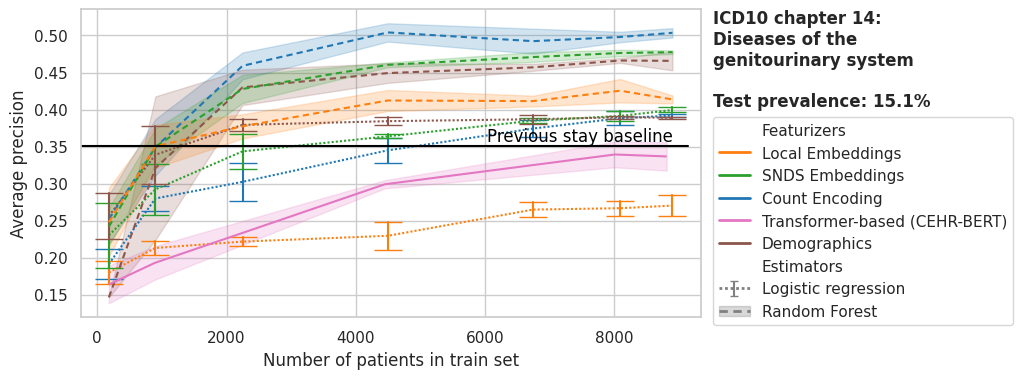 ICD10 chapter 14:
Diseases of the
genitourinary system
Test prevalence: 15.1%
Average precision
0.50
0.45
0.40
0.35
0.30
0.25
0.20
0.15
Previous stay baseline
0
2000
4000
6000
8000
Number of patients in train set
Featurizers
Local Embeddings
SNDS Embeddings
Count Encoding
Transformer-based (CEHR-BERT)
Demographics
Estimators
Logistic regression
Random Forest